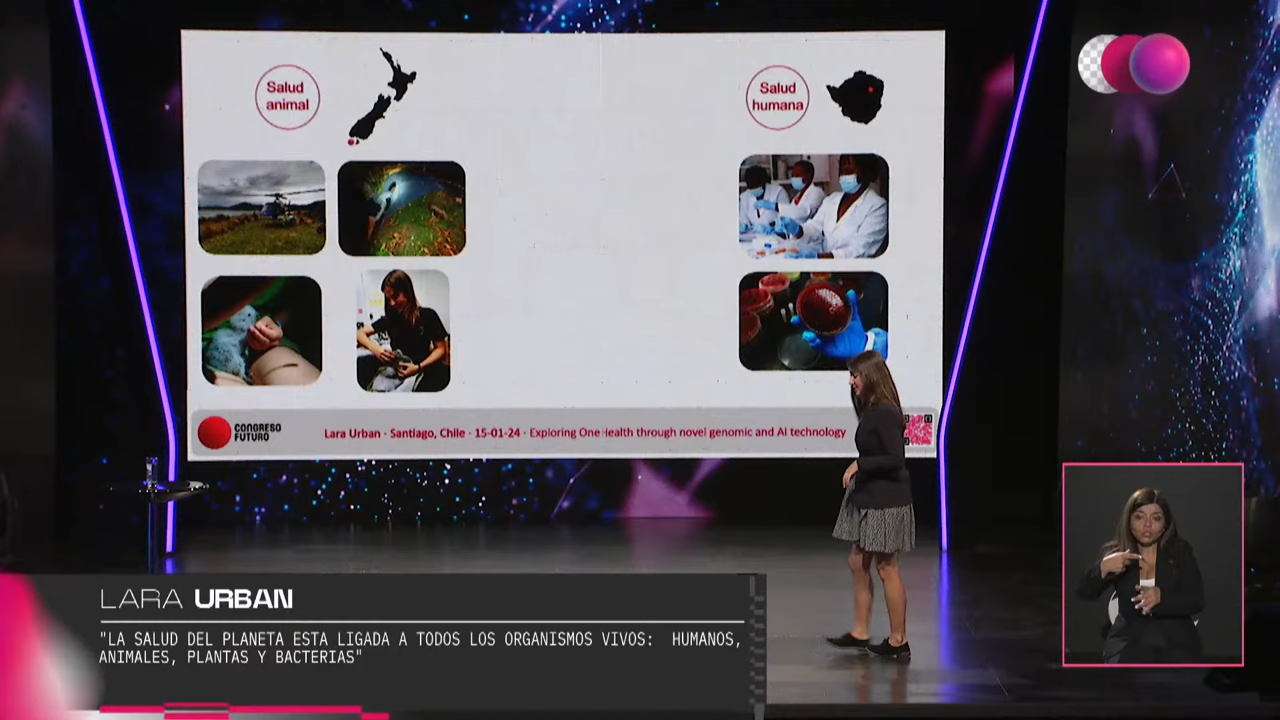 Salud
animal
Salud
humana
CONGRESO
FUTURO
Lara Urban - Santiago, Chile - 15-01-24 - Exploring One Health through novel genomic and AI technology
LARA URBAN
"LA SALUD DEL PLANETA ESTA LIGADA A TODOS LOS ORGANISMOS VIVOS: HUMANOS,
ANIMALES, PLANTAS Y BACTERIAS"